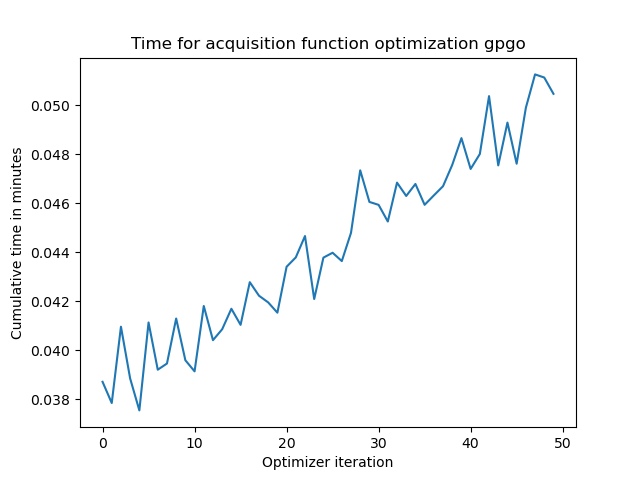 Time for acquisition function optimization gpgo
Cumulative time in minutes
0.050
0.048
0.046
0.044
0.042
0.040
0.038
0 10 20 30 40 50
Optimizer iteration